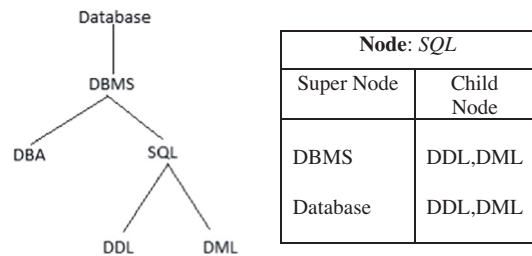 Database
DBMS
DBA
SQL
DDL
DML
Node: SQL
Super Node
Child
Node
DBMS
DDL,DML
Database
DDL,DML